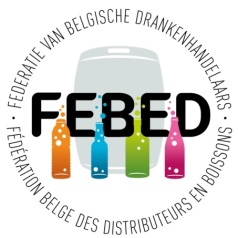 · FEDERATIE VAN BELGISCHE DRANKENHANDELAARS ·
FEBED
FÉDÉRATION BELGE DES DISTRIBUTEURS EN BOISSONS